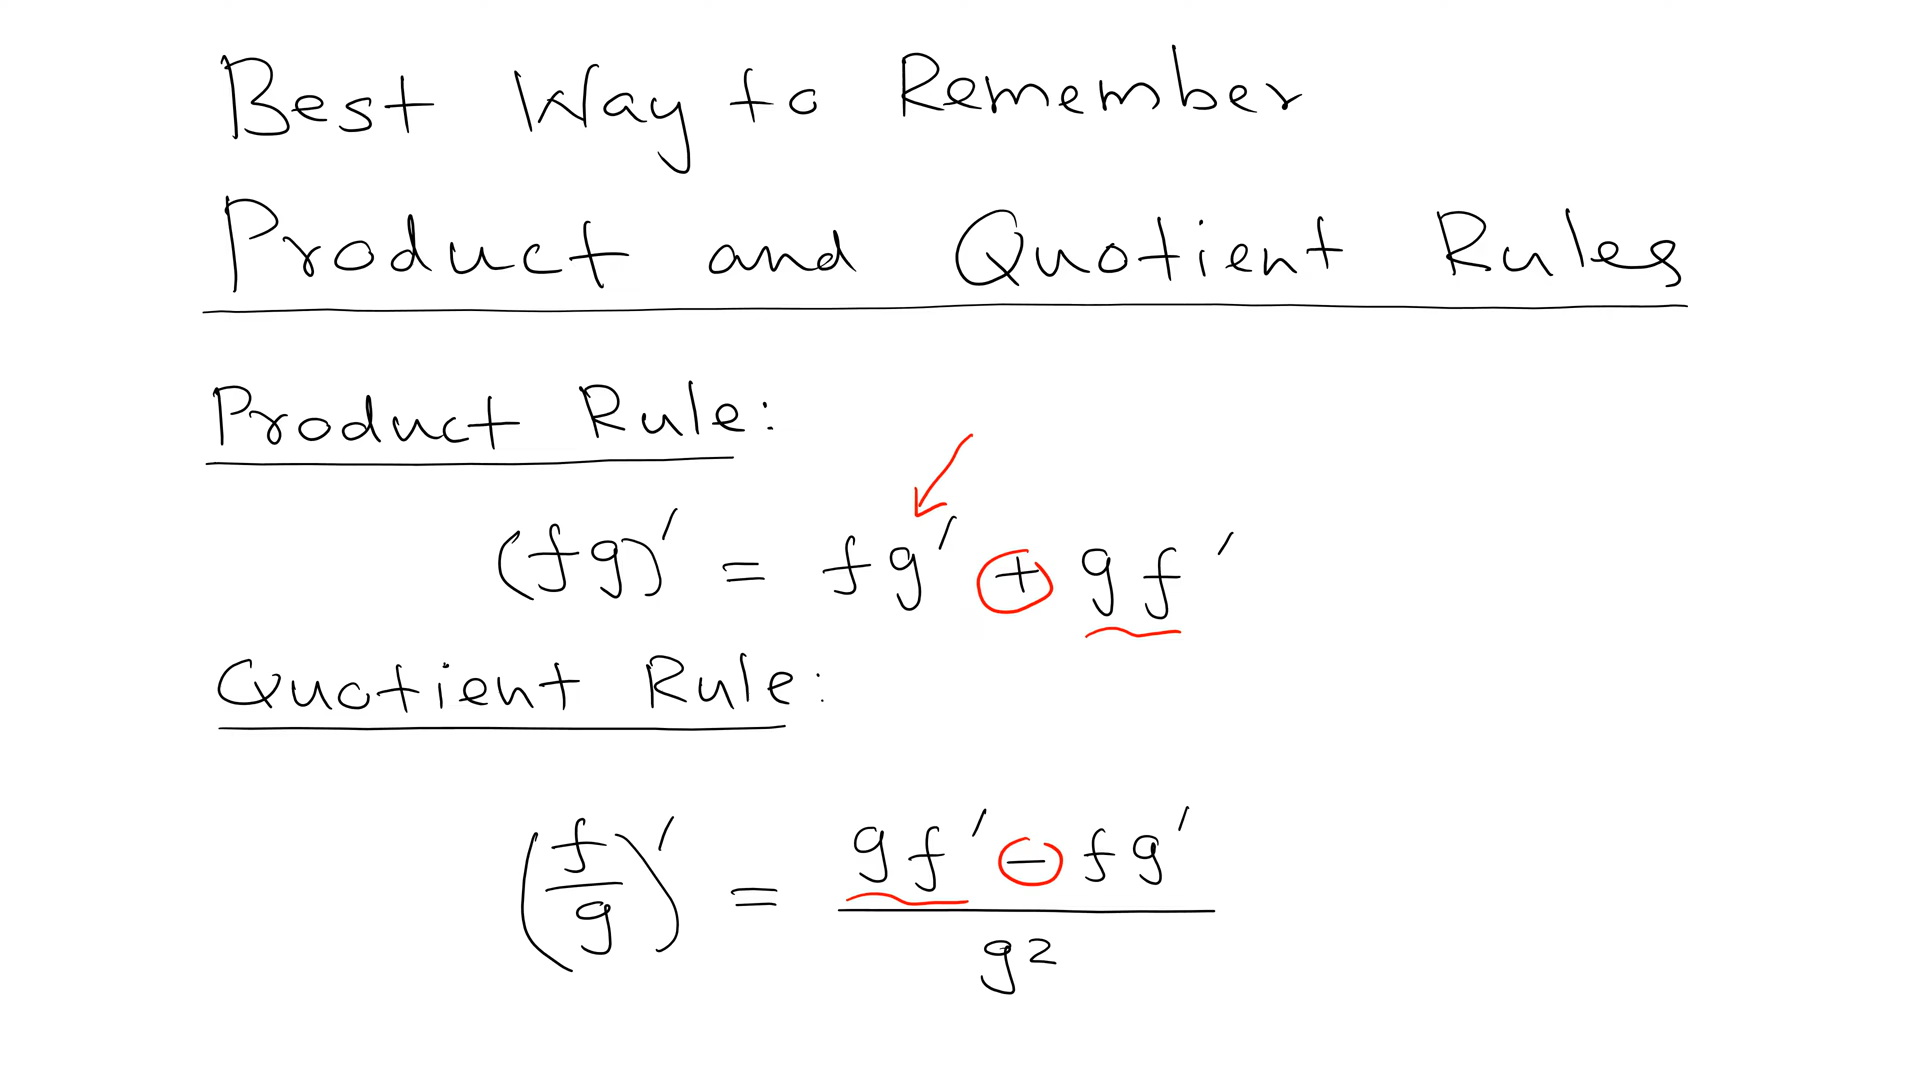 Best Way to Remember
Product and Quotient Rules
Product Rule:
(fg)′ = fg′ + gf′
Quotient Rule:
(f/g)′ = (gf′ − fg′)/g²